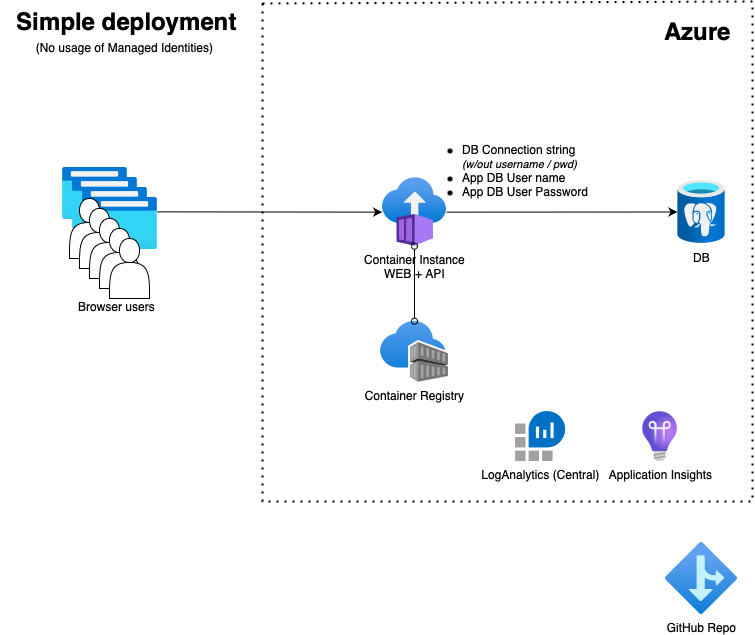 Simple deployment
(No usage of Managed Identities)
Azure
DB Connection string
(w/out username / pwd)
App DB User name
App DB User Password
Container Instance
WEB + API
DB
Browser users
Container Registry
LogAnalytics (Central)
Application Insights
GitHub Repo